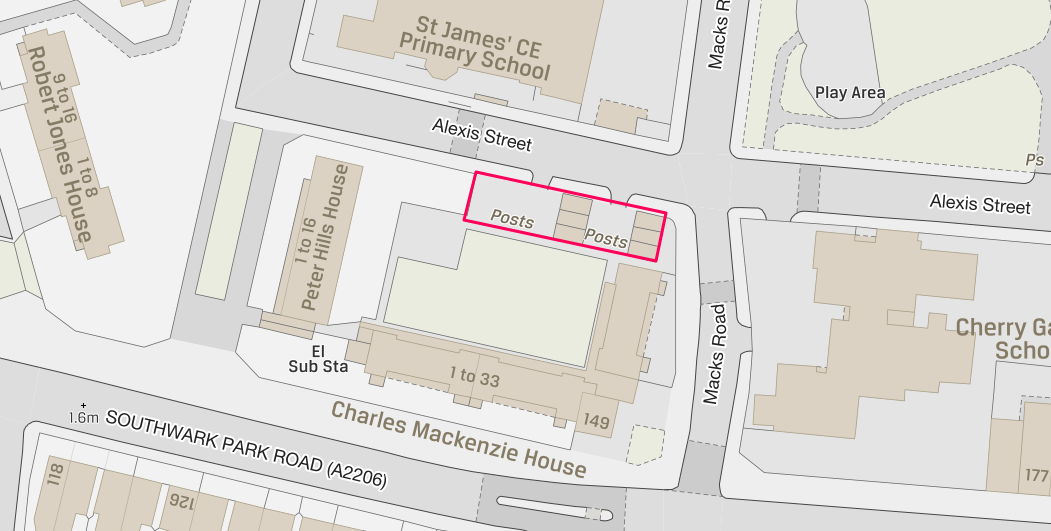 St James' CE
Primary School
Macks R
Play Area
Ps
Alexis Street
Alexis Street
Robert Jones House
9 to 16
1 to 8
1 to 16
Peter Hills House
Posts
Posts
Macks Road
Cherry Ga
Schoo
El
Sub Sta
1 to 33
149
Charles Mackenzie House
1.6m
SOUTHWARK PARK ROAD (A2206)
118
126
177